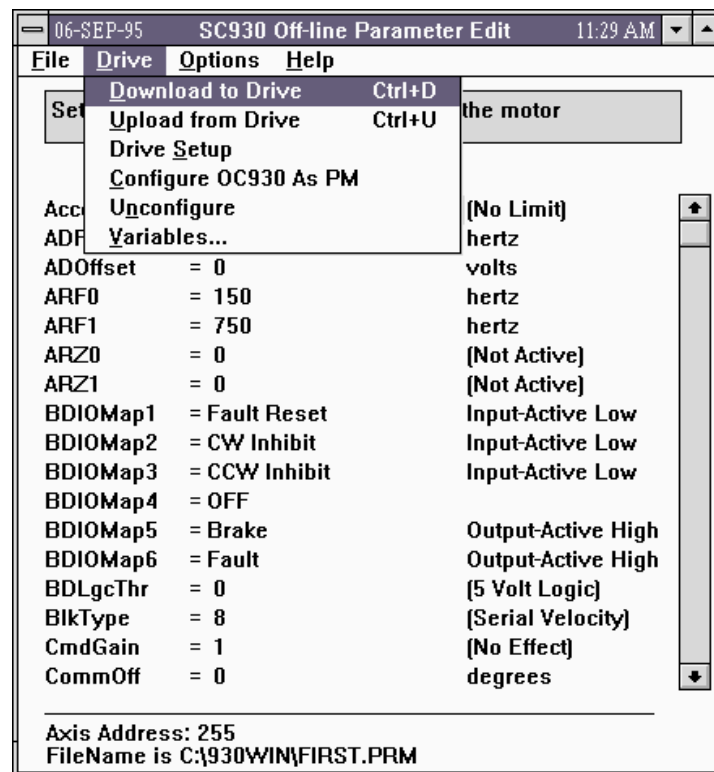 06-SEP-95 SC930 Off-line Parameter Edit 11:29 AM
File Drive Options Help
Download to Drive Ctrl+D
Upload from Drive Ctrl+U
Drive Setup
Configure OC930 As PM
Unconfigure
Variables...
Set the motor
Acc (No Limit)
ADF hertz
ADOffset = 0 volts
ARF0 = 150 hertz
ARF1 = 750 hertz
ARZ0 = 0 (Not Active)
ARZ1 = 0 (Not Active)
BDIOMap1 = Fault Reset Input-Active Low
BDIOMap2 = CW Inhibit Input-Active Low
BDIOMap3 = CCW Inhibit Input-Active Low
BDIOMap4 = OFF
BDIOMap5 = Brake Output-Active High
BDIOMap6 = Fault Output-Active High
BDLgcThr = 0 (5 Volt Logic)
BlkType = 8 (Serial Velocity)
CmdGain = 1 (No Effect)
CommOff = 0 degrees
Axis Address: 255
FileName is C:\930WIN\FIRST.PRM